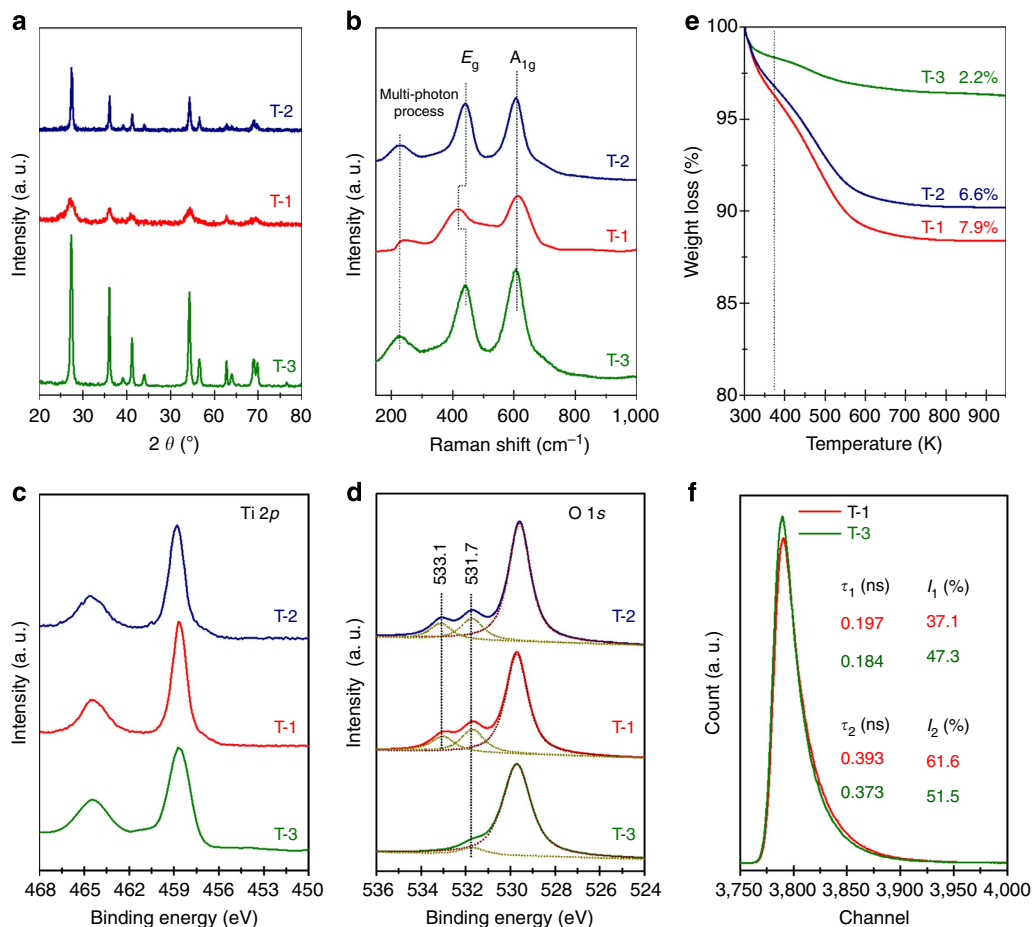 a
T-2
T-1
T-3
Intensity (a. u.)
20 30 40 50 60 70 80
2 θ (°)
b
Eg
A1g
Multi-photon
process
T-2
T-1
T-3
Intensity (a. u.)
200 400 600 800 1,000
Raman shift (cm–1)
e
100
95
90
85
80
Weight loss (%)
T-3 2.2%
T-2 6.6%
T-1 7.9%
300 400 500 600 700 800 900
Temperature (K)
c
Ti 2p
T-2
T-1
T-3
Intensity (a. u.)
468 465 462 459 456 453 450
Binding energy (eV)
d
O 1s
533.1
531.7
T-2
T-1
T-3
Intensity (a. u.)
536 534 532 530 528 526 524
Binding energy (eV)
f
T-1
T-3
τ1 (ns) I1 (%)
0.197 37.1
0.184 47.3
τ2 (ns) I2 (%)
0.393 61.6
0.373 51.5
Count (a. u.)
3,750 3,800 3,850 3,900 3,950 4,000
Channel